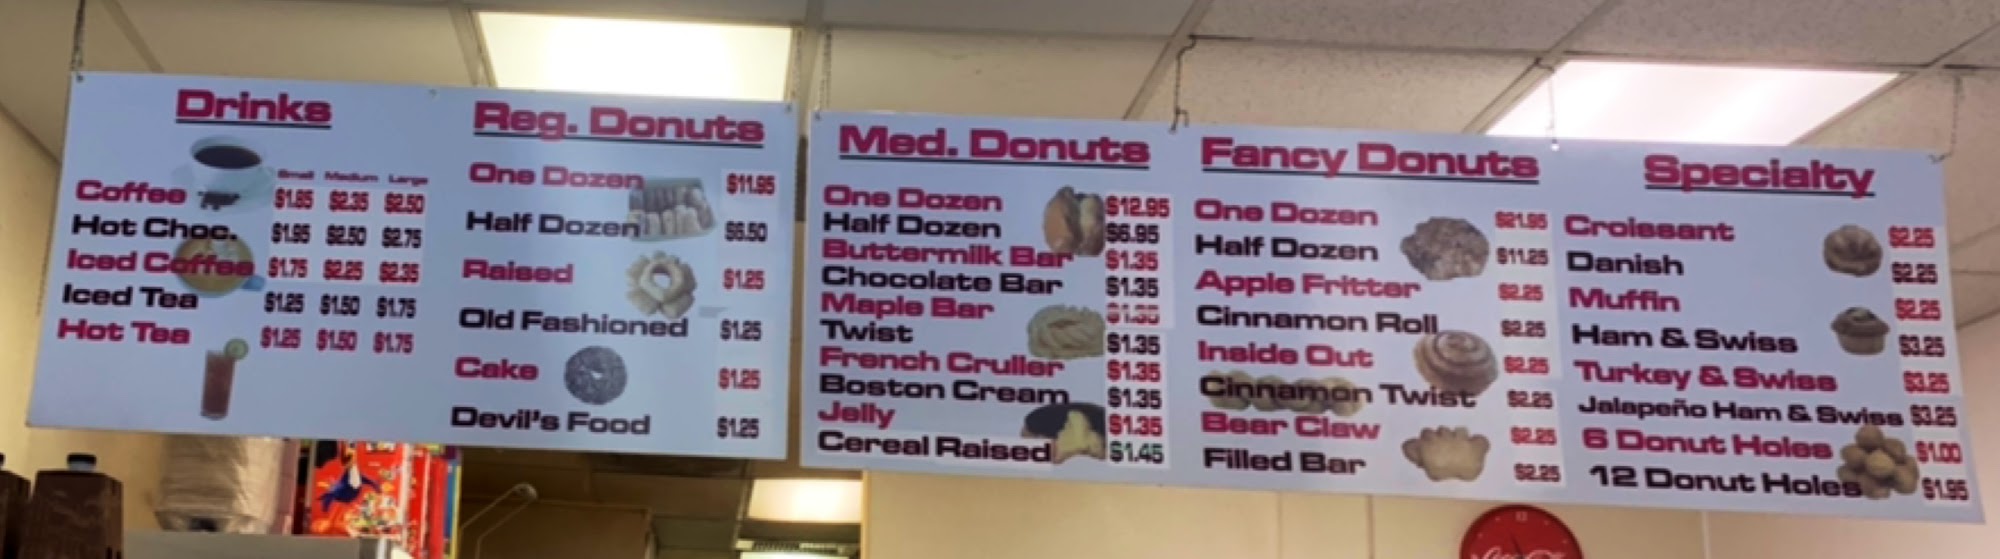 Drinks
Small Medium Large
Coffee $1.85 $2.35 $2.50
Hot Choc. $1.95 $2.50 $2.75
Iced Coffee $1.75 $2.25 $2.35
Iced Tea $1.25 $1.50 $1.75
Hot Tea $1.25 $1.50 $1.75
Reg. Donuts
One Dozen $11.95
Half Dozen $6.50
Raised $1.25
Old Fashioned $1.25
Cake $1.25
Devil's Food $1.25
Med. Donuts
One Dozen $12.95
Half Dozen $6.95
Buttermilk Bar $1.35
Chocolate Bar $1.35
Maple Bar $1.35
Twist $1.35
French Cruller $1.35
Boston Cream $1.35
Jelly $1.35
Cereal Raised $1.45
Fancy Donuts
One Dozen $21.95
Half Dozen $11.25
Apple Fritter $2.25
Cinnamon Roll $2.25
Inside Out $2.25
Cinnamon Twist $2.25
Bear Claw $2.25
Filled Bar $2.25
Specialty
Croissant $2.25
Danish $2.25
Muffin $2.25
Ham & Swiss $3.25
Turkey & Swiss $3.25
Jalapeño Ham & Swiss $3.25
6 Donut Holes $1.00
12 Donut Holes $1.95
12
Coca-Cola